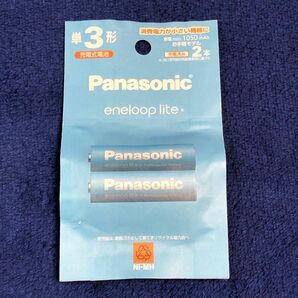 単3形
充電式電池
消費電力が小さい機器に
容量 min. 1050 mAh
お手軽モデル
2本
Panasonic
eneloop lite
Panasonic
Panasonic
Ni-MH